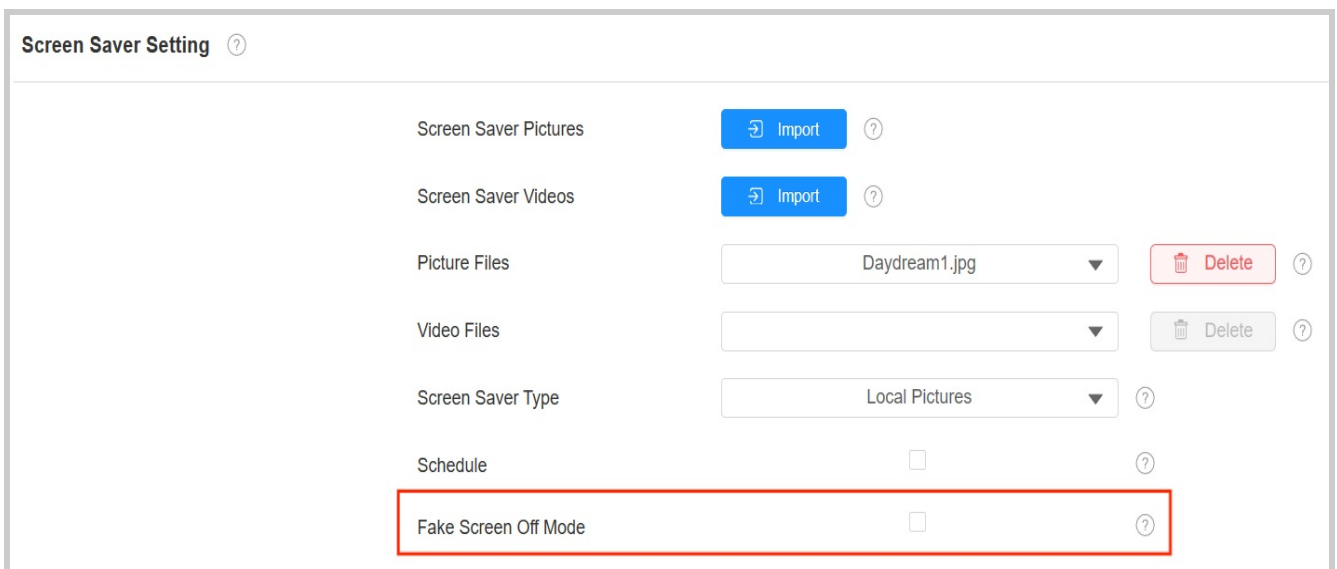 Screen Saver Setting ?
Screen Saver Pictures Import ?
Screen Saver Videos Import ?
Picture Files Daydream1.jpg Delete ?
Video Files Delete ?
Screen Saver Type Local Pictures ?
Schedule ?
Fake Screen Off Mode ?